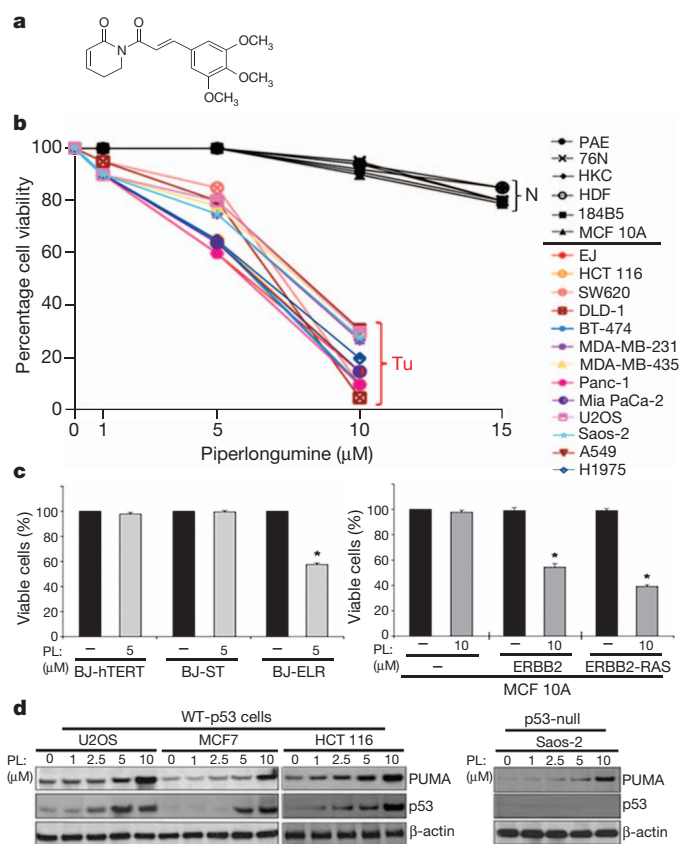 a
O O
N
OCH3
OCH3
OCH3
b
Percentage cell viability
100
80
60
40
20
0
0 1 5 10 15
Piperlongumine (μM)
N
Tu
PAE
76N
HKC
HDF
184B5
MCF 10A
EJ
HCT 116
SW620
DLD-1
BT-474
MDA-MB-231
MDA-MB-435
Panc-1
Mia PaCa-2
U2OS
Saos-2
A549
H1975
c
Viable cells (%)
120
100
80
60
40
20
0
*
PL: – 5 – 5 – 5
(μM) BJ-hTERT BJ-ST BJ-ELR
Viable cells (%)
120
100
80
60
40
20
0
* *
PL: – 10 – 10 – 10
(μM) – ERBB2 ERBB2-RAS
MCF 10A
d
WT-p53 cells
U2OS MCF7 HCT 116
PL: 0 1 2.5 5 10 0 1 2.5 5 10 0 1 2.5 5 10
(μM) PUMA
p53
β-actin
p53-null
Saos-2
PL: 0 1 2.5 5 10
(μM) PUMA
p53
β-actin